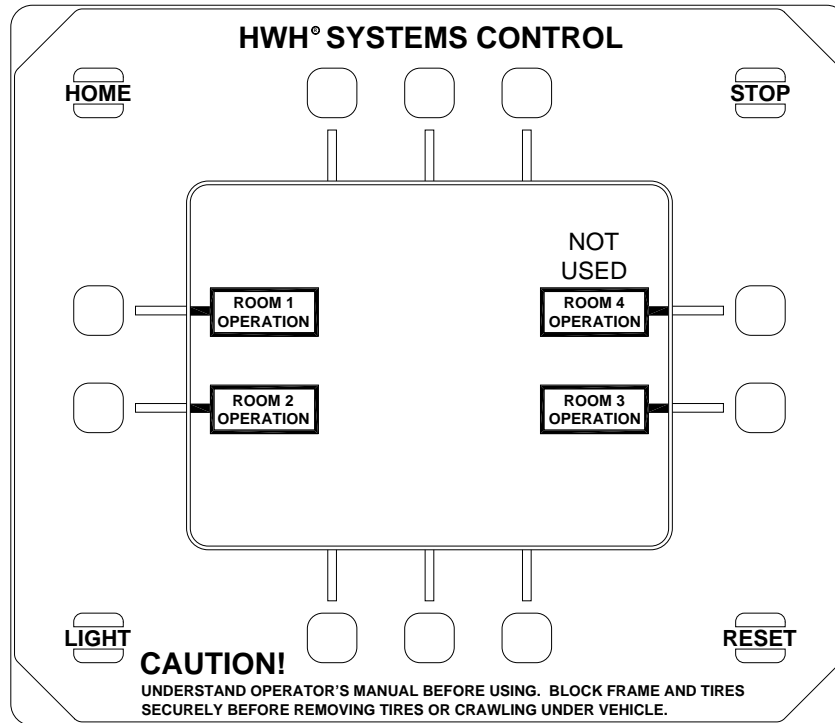 HWH® SYSTEMS CONTROL
HOME
STOP
NOT
USED
ROOM 1
OPERATION
ROOM 4
OPERATION
ROOM 2
OPERATION
ROOM 3
OPERATION
LIGHT
RESET
CAUTION!
UNDERSTAND OPERATOR'S MANUAL BEFORE USING. BLOCK FRAME AND TIRES
SECURELY BEFORE REMOVING TIRES OR CRAWLING UNDER VEHICLE.